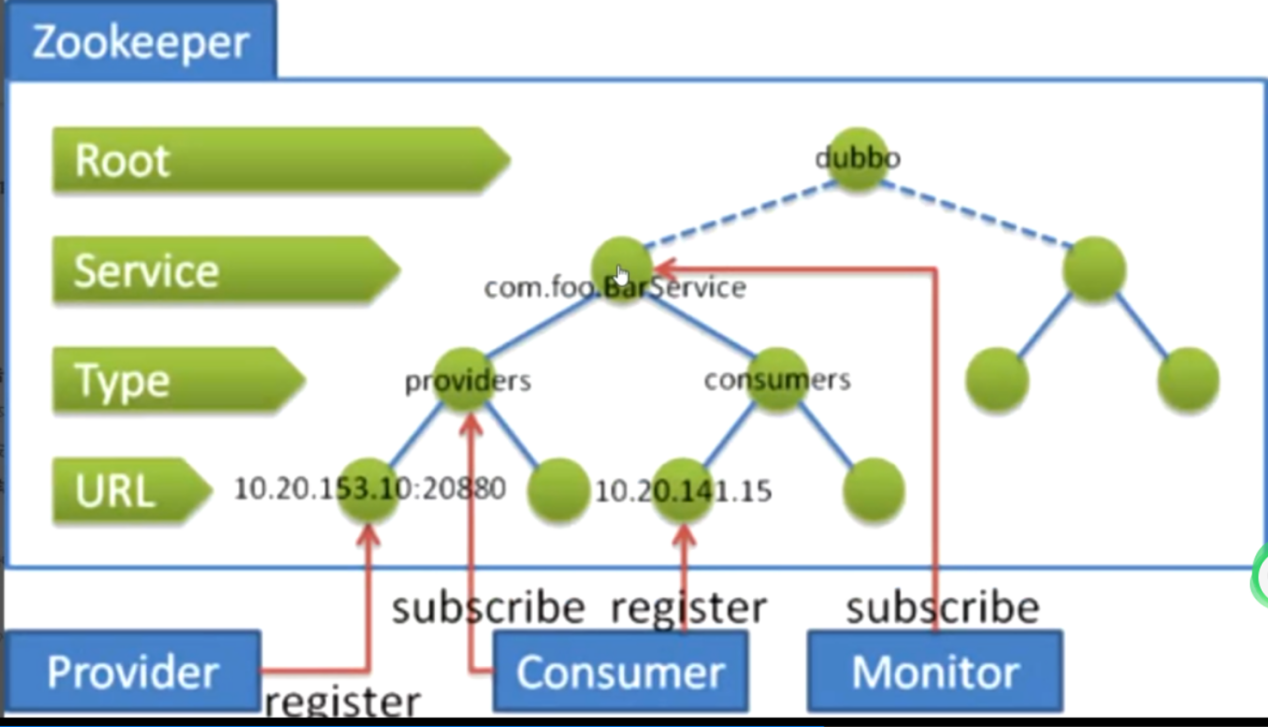 Zookeeper
Root
dubbo
Service
com.foo.BarService
Type
providers
consumers
URL
10.20.153.10:20880
10.20.141.15
subscribe
register
subscribe
Provider
Consumer
Monitor
register